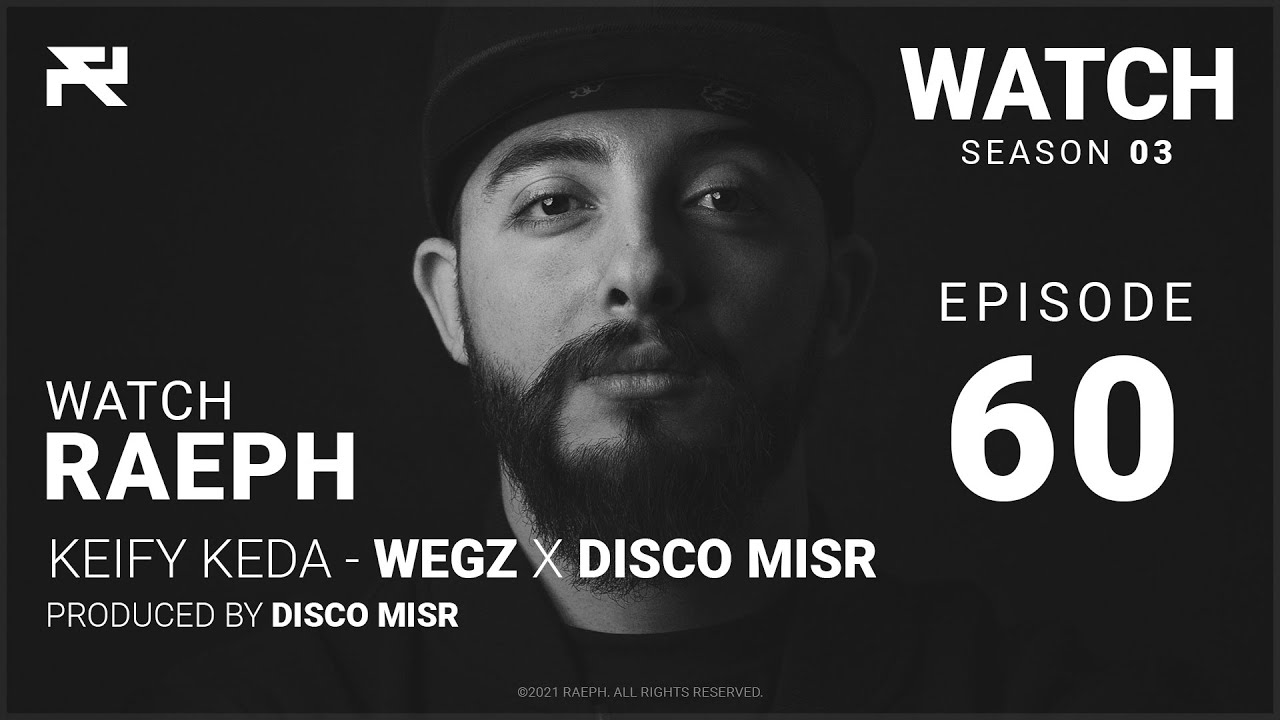 WATCH
SEASON 03
EPISODE
60
WATCH
RAEPH
KEIFY KEDA - WEGZ X DISCO MISR
PRODUCED BY DISCO MISR
©2021 RAEPH. ALL RIGHTS RESERVED.